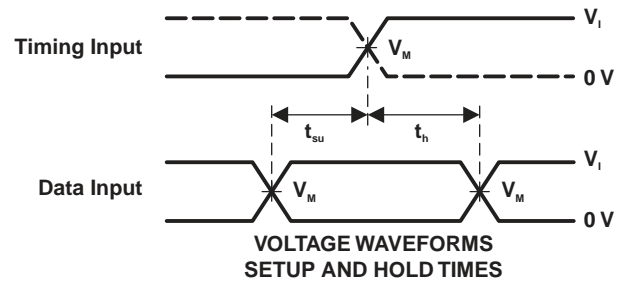 V_I
Timing Input
V_M
0 V
t_su t_h
V_I
Data Input
V_M V_M
0 V
VOLTAGE WAVEFORMS
SETUP AND HOLD TIMES